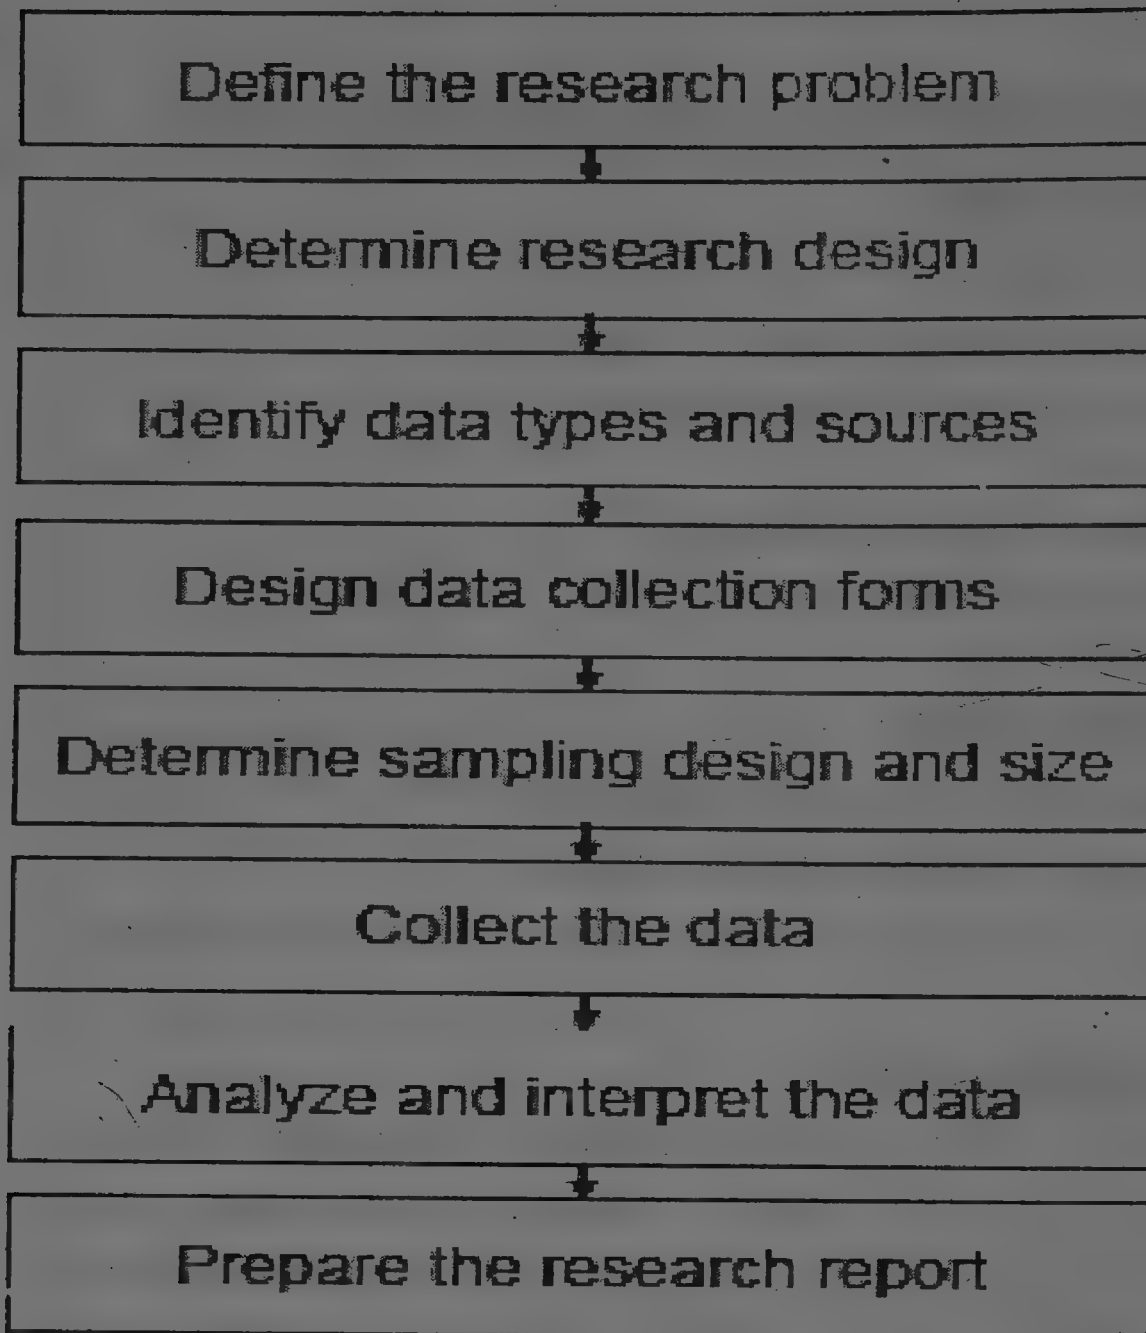 Define the research problem
Determine research design
Identify data types and sources
Design data collection forms
Determine sampling design and size
Collect the data
Analyze and interpret the data
Prepare the research report